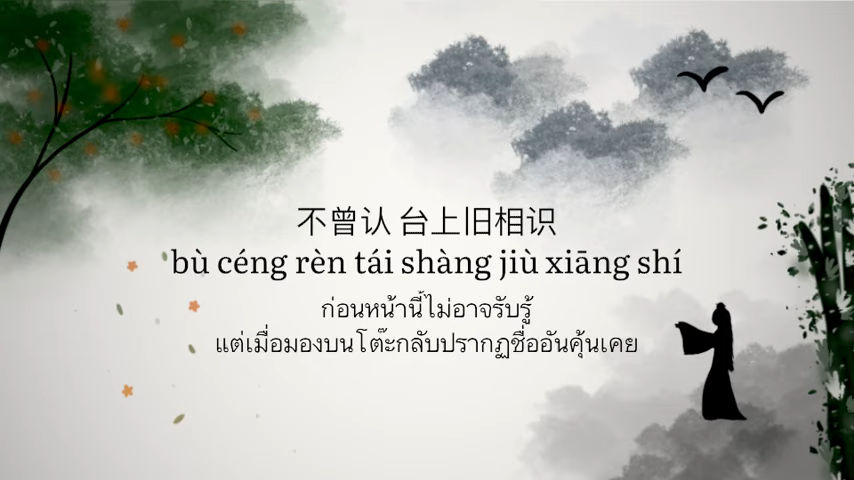 不曾认 台上旧相识
bù céng rèn tái shàng jiù xiāng shí
ก่อนหน้านี้ไม่อาจรับรู้
แต่เมื่อมองบนโต๊ะกลับปรากฏชื่ออันคุ้นเคย